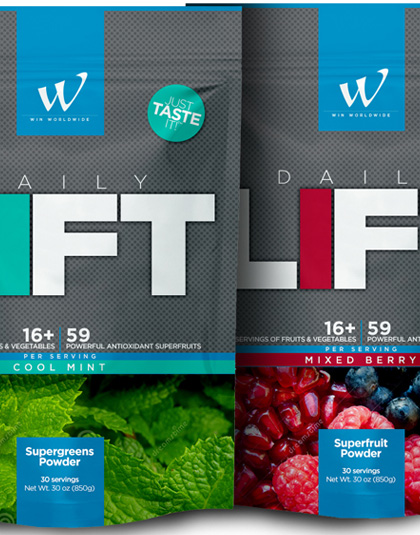 W
WIN WORLDWIDE
JUST
TASTE
IT!
AILY
IFT
16+ 59
S & VEGETABLES POWERFUL ANTIOXIDANT SUPERFRUITS
PER SERVING
COOL MINT
Supergreens
Powder
30 servings
Net Wt. 30 oz (850g)
W
WIN WORLDWIDE
DAIL
LIF
16+ 59
SERVINGS OF FRUITS & VEGETABLES POWERFUL ANT
PER SERVING
MIXED BERRY
Superfruit
Powder
30 servings
Net Wt. 30 oz (850g)